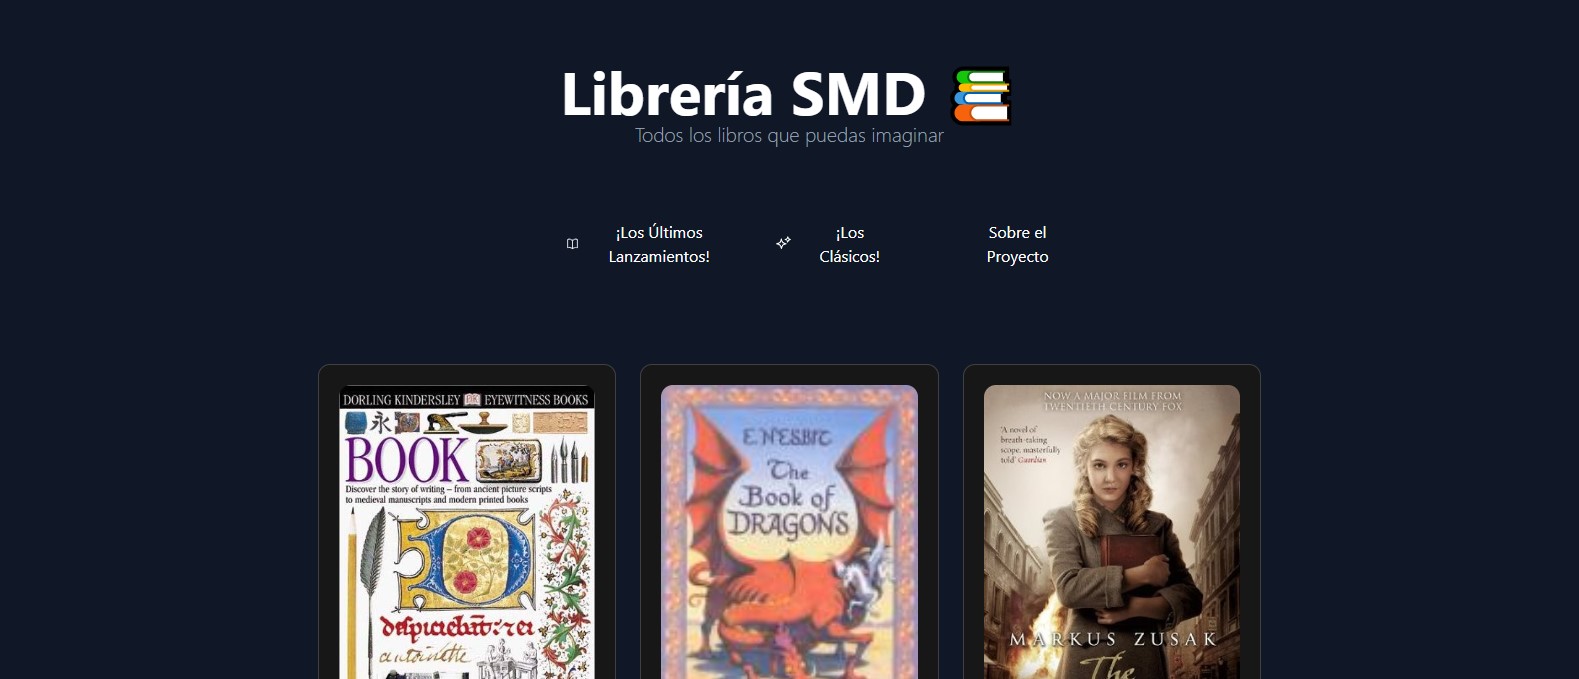 Librería SMD
Todos los libros que puedas imaginar
¡Los Últimos
Lanzamientos!
¡Los
Clásicos!
Sobre el
Proyecto
DORLING KINDERSLEY EYEWITNESS BOOKS
永
BOOK
Discover the story of writing – from ancient picture scripts
to medieval manuscripts and modern printed books
antoinette
E. NESBIT
The
Book of
DRAGONS
NOW A MAJOR FILM FROM
TWENTIETH CENTURY FOX
'A novel of
breath-taking
scope, masterfully
told' Guardian
MARKUS ZUSAK
The